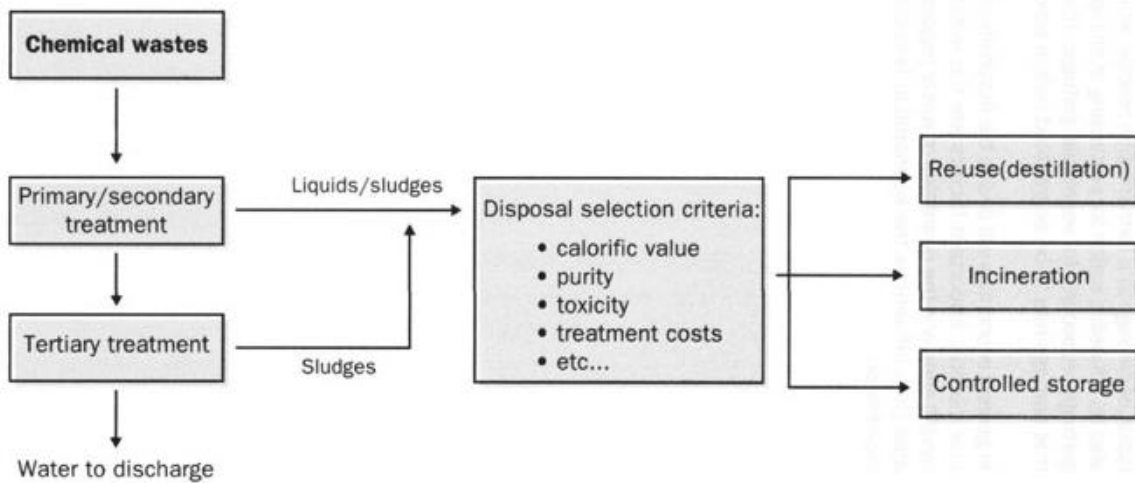 Chemical wastes
Primary/secondary
treatment
Liquids/sludges
Tertiary treatment
Sludges
Water to discharge
Disposal selection criteria:
• calorific value
• purity
• toxicity
• treatment costs
• etc...
Re-use(destillation)
Incineration
Controlled storage